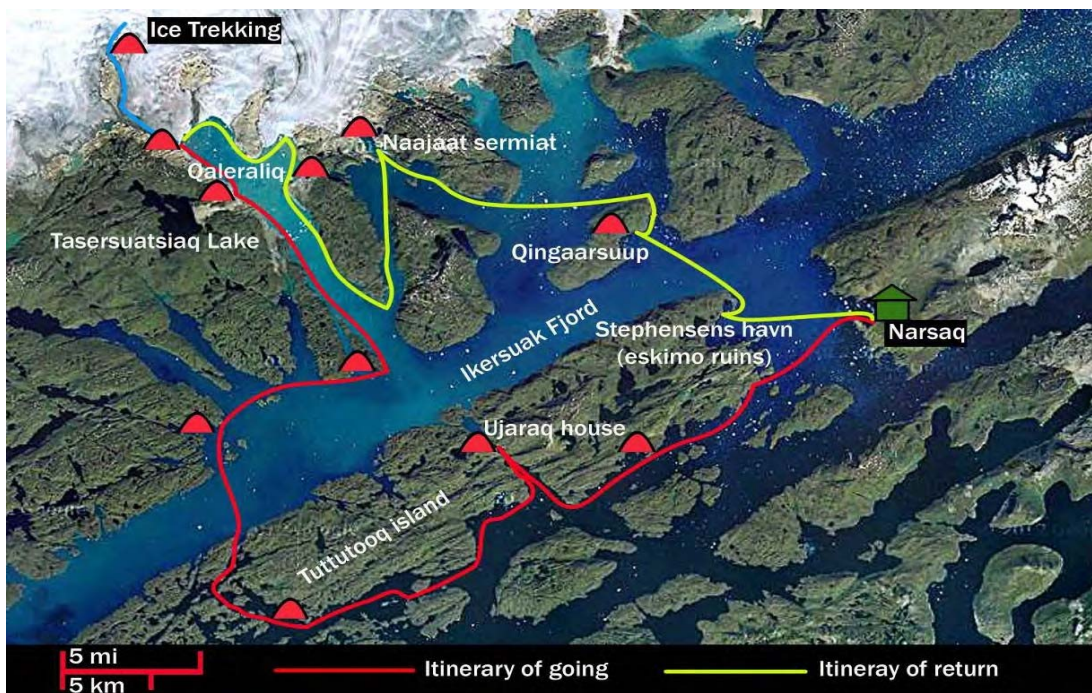 Ice Trekking
Naajaat sermiat
Qaleraliq
Tasersuatsiaq Lake
Qingaarsuup
Ikersuak Fjord
Stephensens havn
(eskimo ruins)
Narsaq
Ujaraq house
Tuttutooq island
5 mi
5 km
Itinerary of going
Itineray of return